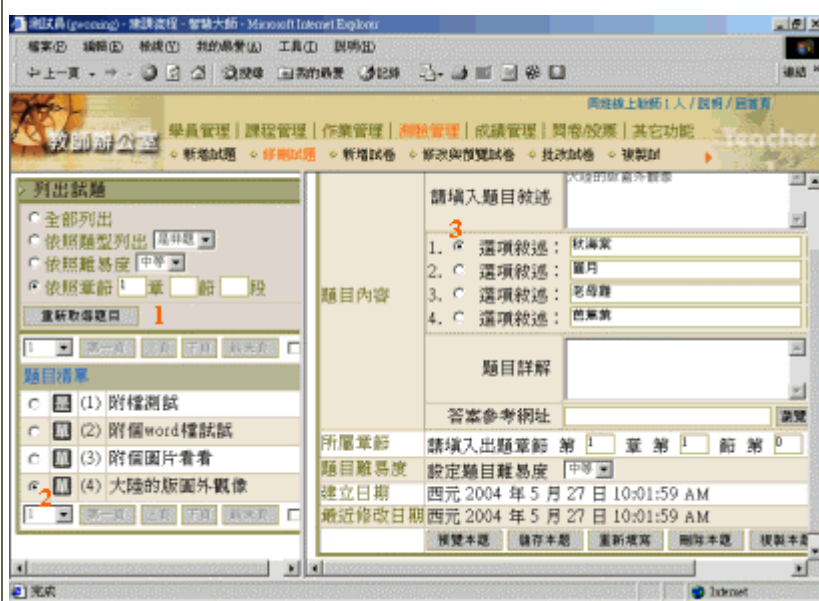 測試員(gwoming) - 建課流程 - 智慧大師 - Microsoft Internet Explorer
檔案(F) 編輯(E) 檢視(V) 我的最愛(A) 工具(T) 說明(H)
上一頁 搜尋 我的最愛 記錄 連結
同班線上教師 1 人 / 說明 / 回首頁
教師辦公室 學員管理 | 課程管理 | 作業管理 | 測驗管理 | 成績管理 | 問卷/投票 | 其它功能 Teacher
新增試題 修刪試題 新增試卷 修改與預覽試卷 批改試卷 複製試
列出試題
全部列出
依照題型列出 是非題
依照難易度 中等
依照章節 1 章 節 段
重新取得題目 1
1 第一頁 上頁 下頁 最末頁
題目清單
(1) 附檔測試
(2) 附個word檔試試
(3) 附個圖片看看
(4) 大陸的版圖外觀像
2
1 第一頁 上頁 下頁 最末頁
大陸的版圖外觀像
請填入題目敘述
3
題目內容
1. 選項敘述： 秋海棠
2. 選項敘述：
3. 選項敘述： 老母雞
4. 選項敘述： 芭蕉葉
題目詳解
答案參考網址 瀏覽
所屬章節 請填入出題章節 第 1 章 第 1 節 第 0
題目難易度 設定題目難易度 中等
建立日期 西元 2004 年 5 月 27 日 10:01:59 AM
最近修改日期 西元 2004 年 5 月 27 日 10:01:59 AM
預覽本題 儲存本題 重新填寫 刪除本題 複製本題
完成 Internet